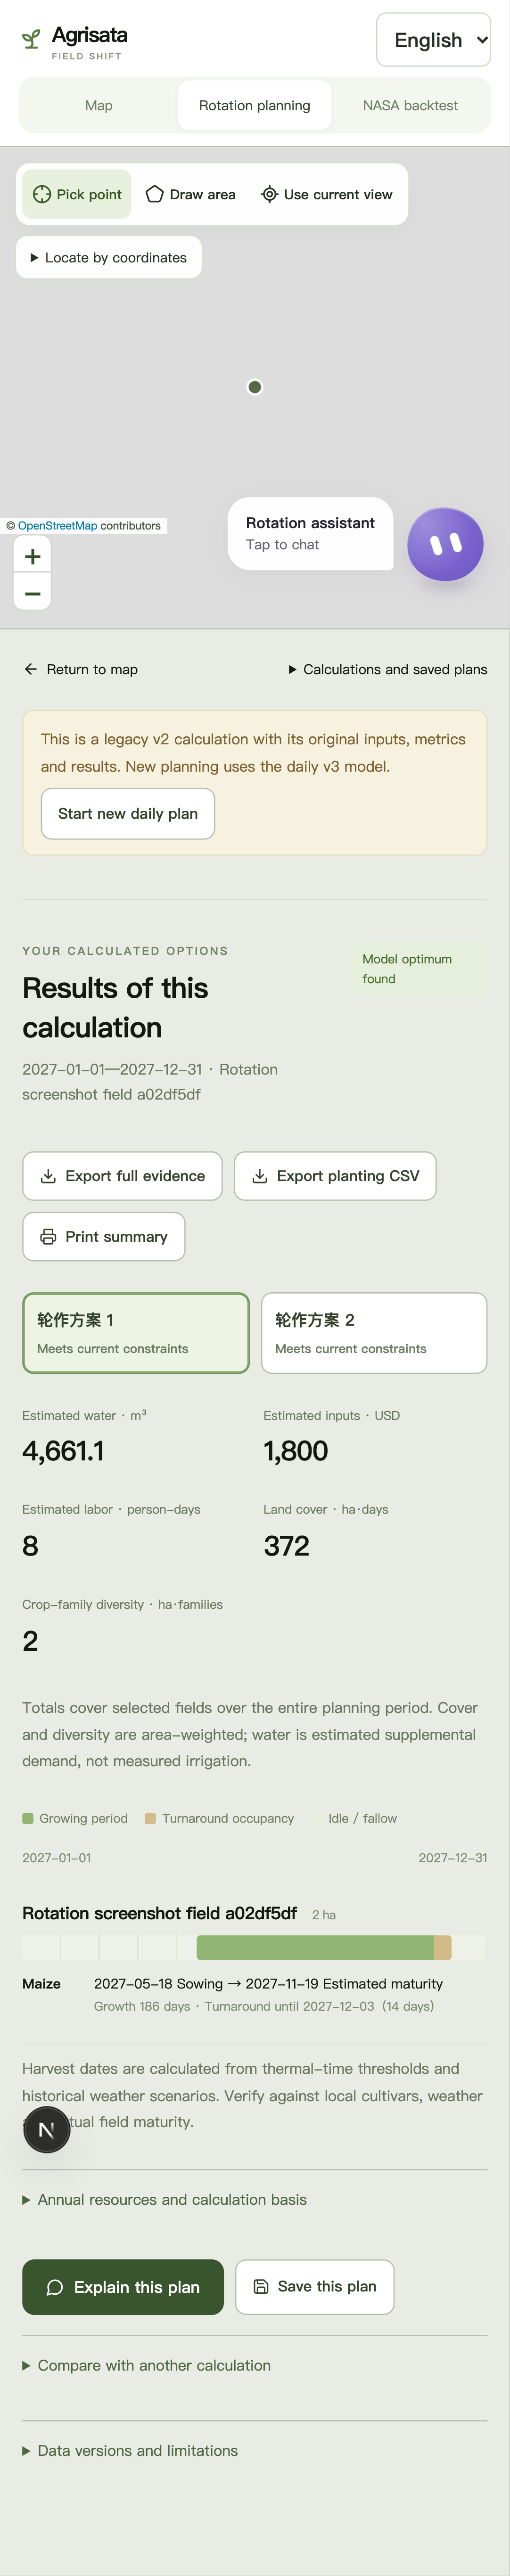 Agrisata
FIELD SHIFT
English
Map
Rotation planning
NASA backtest
Pick point
Draw area
Use current view
Locate by coordinates
Rotation assistant
Tap to chat
© OpenStreetMap contributors
+
−
Return to map
Calculations and saved plans
This is a legacy v2 calculation with its original inputs, metrics
and results. New planning uses the daily v3 model.
Start new daily plan
YOUR CALCULATED OPTIONS
Model optimum
found
Results of this
calculation
2027-01-01—2027-12-31 · Rotation
screenshot field a02df5df
Export full evidence
Export planting CSV
Print summary
轮作方案 1
Meets current constraints
轮作方案 2
Meets current constraints
Estimated water · m³
4,661.1
Estimated inputs · USD
1,800
Estimated labor · person-days
8
Land cover · ha·days
372
Crop-family diversity · ha·families
2
Totals cover selected fields over the entire planning period. Cover
and diversity are area-weighted; water is estimated supplemental
demand, not measured irrigation.
Growing period
Turnaround occupancy
Idle / fallow
2027-01-01
2027-12-31
Rotation screenshot field a02df5df
2 ha
Maize
2027-05-18 Sowing → 2027-11-19 Estimated maturity
Growth 186 days · Turnaround until 2027-12-03 (14 days)
Harvest dates are calculated from thermal-time thresholds and
historical weather scenarios. Verify against local cultivars, weather
field maturity.
N
Annual resources and calculation basis
Explain this plan
Save this plan
Compare with another calculation
Data versions and limitations